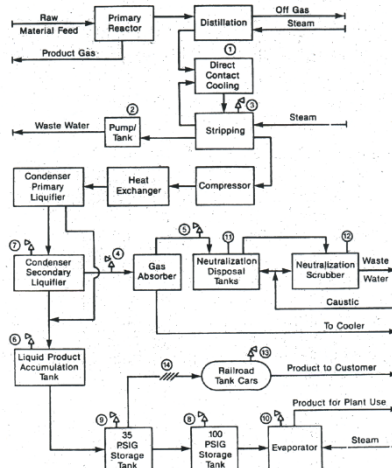 Raw
Material Feed
Primary
Reactor
Distillation
Off Gas
Steam
Product Gas
1
Direct
Contact
Cooling
2
3
Waste Water
Pump/
Tank
Stripping
Steam
Condenser
Primary
Liquifier
Heat
Exchanger
Compressor
7
Condenser
Secondary
Liquifier
4
5
Gas
Absorber
11
Neutralization
Disposal
Tanks
12
Neutralization
Scrubber
Waste
Water
Caustic
To Cooler
6
Liquid Product
Accumulation
Tank
14
13
Railroad
Tank Cars
Product to Customer
Product for Plant Use
9
35
PSIG
Storage
Tank
8
100
PSIG
Storage
Tank
10
Evaporator
Steam